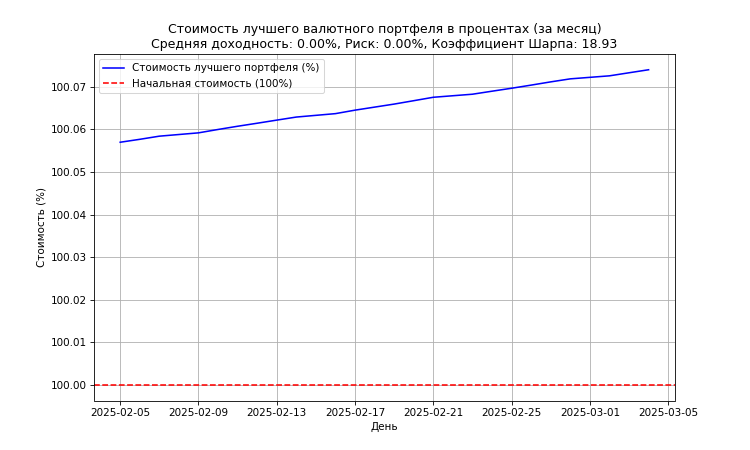 Стоимость лучшего валютного портфеля в процентах (за месяц)
Средняя доходность: 0.00%, Риск: 0.00%, Коэффициент Шарпа: 18.93
Стоимость лучшего портфеля (%)
Начальная стоимость (100%)
Стоимость (%)
100.07
100.06
100.05
100.04
100.03
100.02
100.01
100.00
2025-02-05 2025-02-09 2025-02-13 2025-02-17 2025-02-21 2025-02-25 2025-03-01 2025-03-05
День